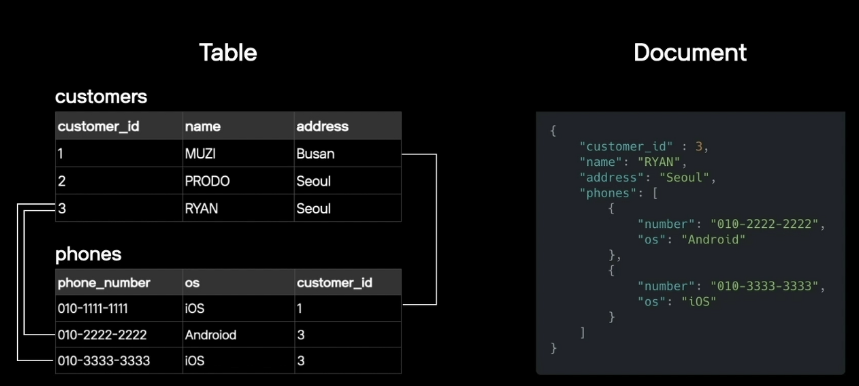 Table
customers
customer_id name address
1 MUZI Busan
2 PRODO Seoul
3 RYAN Seoul
phones
phone_number os customer_id
010-1111-1111 iOS 1
010-2222-2222 Androiod 3
010-3333-3333 iOS 3
Document
{
    "customer_id" : 3,
    "name": "RYAN",
    "address": "Seoul",
    "phones": [
        {
            "number": "010-2222-2222",
            "os": "Android"
        },
        {
            "number": "010-3333-3333",
            "os": "iOS"
        }
    ]
}